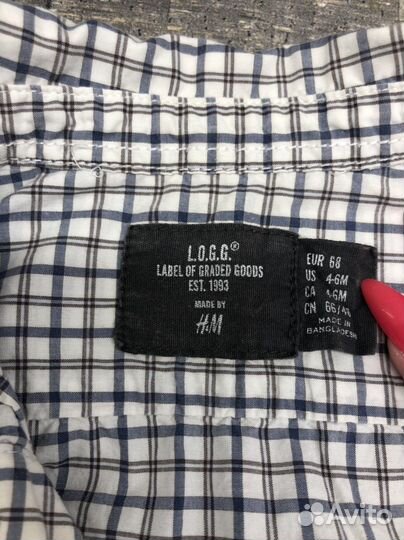 L.O.G.G.®
LABEL OF GRADED GOODS
EST. 1993
MADE BY
H&M
EUR 68
US 4-6M
CA 4-6M
CN 66/
MADE IN
BANGLADESH
Avito